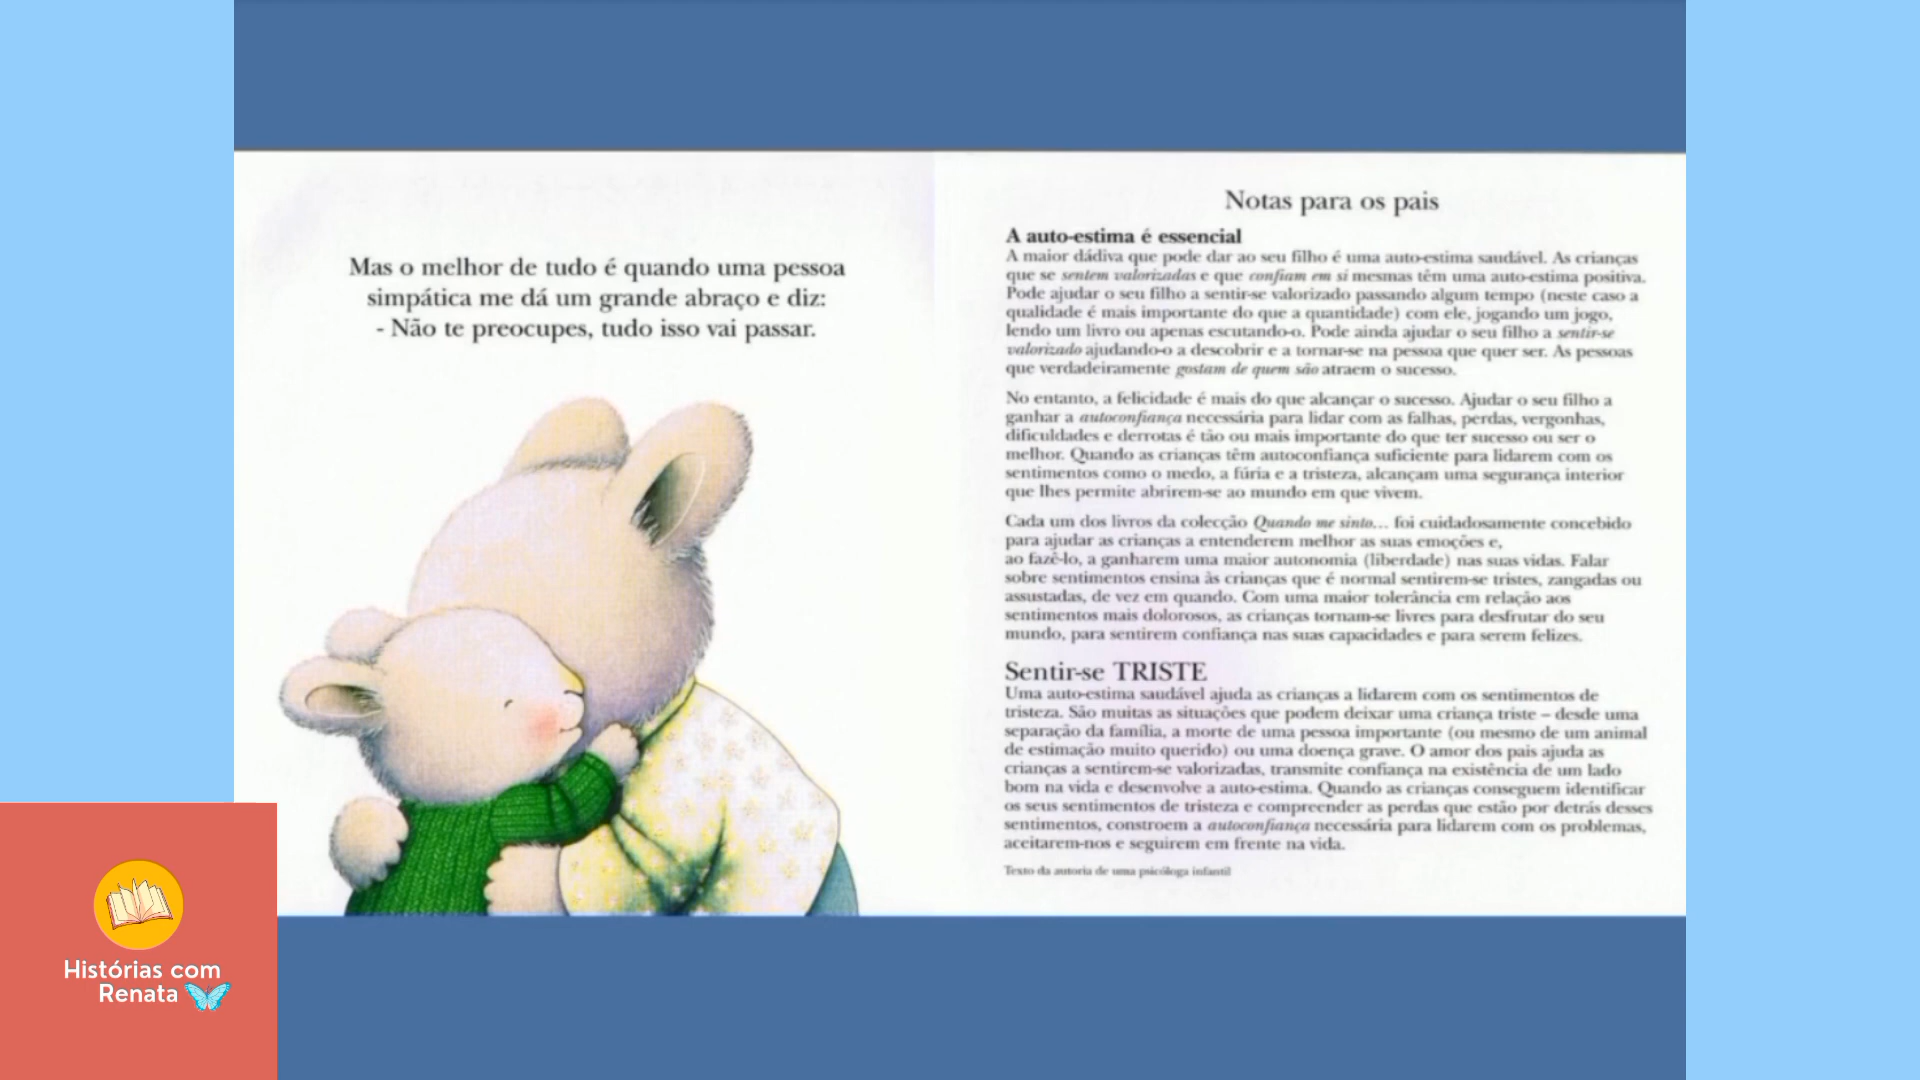 Mas o melhor de tudo é quando uma pessoa
simpática me dá um grande abraço e diz:
- Não te preocupes, tudo isso vai passar.
Notas para os pais
A auto-estima é essencial
A maior dádiva que pode dar ao seu filho é uma auto-estima saudável. As crianças
que se sentem valorizadas e que confiam em si mesmas têm uma auto-estima positiva.
Pode ajudar o seu filho a sentir-se valorizado passando algum tempo (neste caso a
qualidade é mais importante do que a quantidade) com ele, jogando um jogo,
lendo um livro ou apenas escutando-o. Pode ainda ajudar o seu filho a sentir-se
valorizado ajudando-o a descobrir e a tornar-se na pessoa que quer ser. As pessoas
que verdadeiramente gostam de quem são atraem o sucesso.
No entanto, a felicidade é mais do que alcançar o sucesso. Ajudar o seu filho a
ganhar a autoconfiança necessária para lidar com as falhas, perdas, vergonhas,
dificuldades e derrotas é tão ou mais importante do que ter sucesso ou ser o
melhor. Quando as crianças têm autoconfiança suficiente para lidarem com os
sentimentos como o medo, a fúria e a tristeza, alcançam uma segurança interior
que lhes permite abrirem-se ao mundo em que vivem.
Cada um dos livros da colecção Quando me sinto... foi cuidadosamente concebido
para ajudar as crianças a entenderem melhor as suas emoções e,
ao fazê-lo, a ganharem uma maior autonomia (liberdade) nas suas vidas. Falar
sobre sentimentos ensina às crianças que é normal sentirem-se tristes, zangadas ou
assustadas, de vez em quando. Com uma maior tolerância em relação aos
sentimentos mais dolorosos, as crianças tornam-se livres para desfrutar do seu
mundo, para sentirem confiança nas suas capacidades e para serem felizes.
Sentir-se TRISTE
Uma auto-estima saudável ajuda as crianças a lidarem com os sentimentos de
tristeza. São muitas as situações que podem deixar uma criança triste – desde uma
separação da família, a morte de uma pessoa importante (ou mesmo de um animal
de estimação muito querido) ou uma doença grave. O amor dos pais ajuda as
crianças a sentirem-se valorizadas, transmite confiança na existência de um lado
bom na vida e desenvolve a auto-estima. Quando as crianças conseguem identificar
os seus sentimentos de tristeza e compreender as perdas que estão por detrás desses
sentimentos, constroem a autoconfiança necessária para lidarem com os problemas,
aceitarem-nos e seguirem em frente na vida.
Texto da autoria de uma psicóloga infantil
Histórias com
Renata